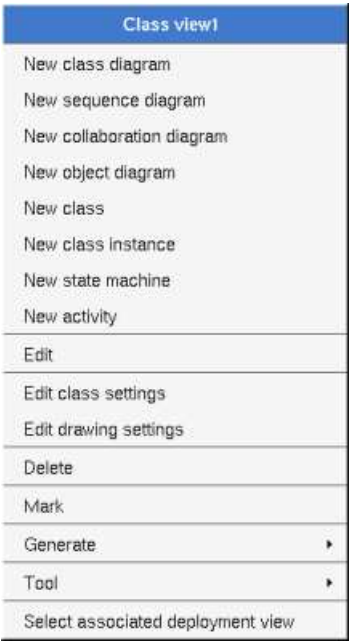 Class view1
New class diagram
New sequence diagram
New collaboration diagram
New object diagram
New class
New class instance
New state machine
New activity
Edit
Edit class settings
Edit drawing settings
Delete
Mark
Generate
Tool
Select associated deployment view